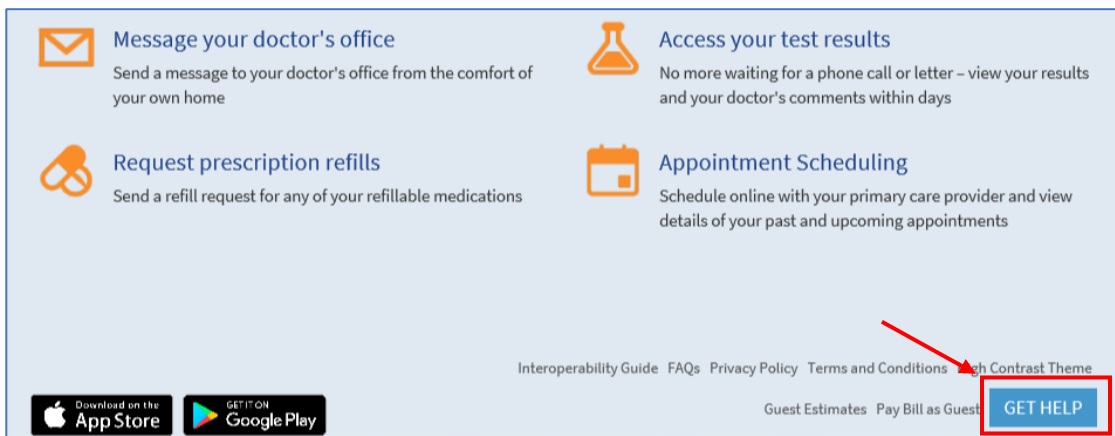 Message your doctor's office
Send a message to your doctor's office from the comfort of
your own home
Access your test results
No more waiting for a phone call or letter – view your results
and your doctor's comments within days
Request prescription refills
Send a refill request for any of your refillable medications
Appointment Scheduling
Schedule online with your primary care provider and view
details of your past and upcoming appointments
Interoperability Guide FAQs Privacy Policy Terms and Conditions High Contrast Theme
Download on the
App Store
GET IT ON
Google Play
Guest Estimates Pay Bill as Guest GET HELP